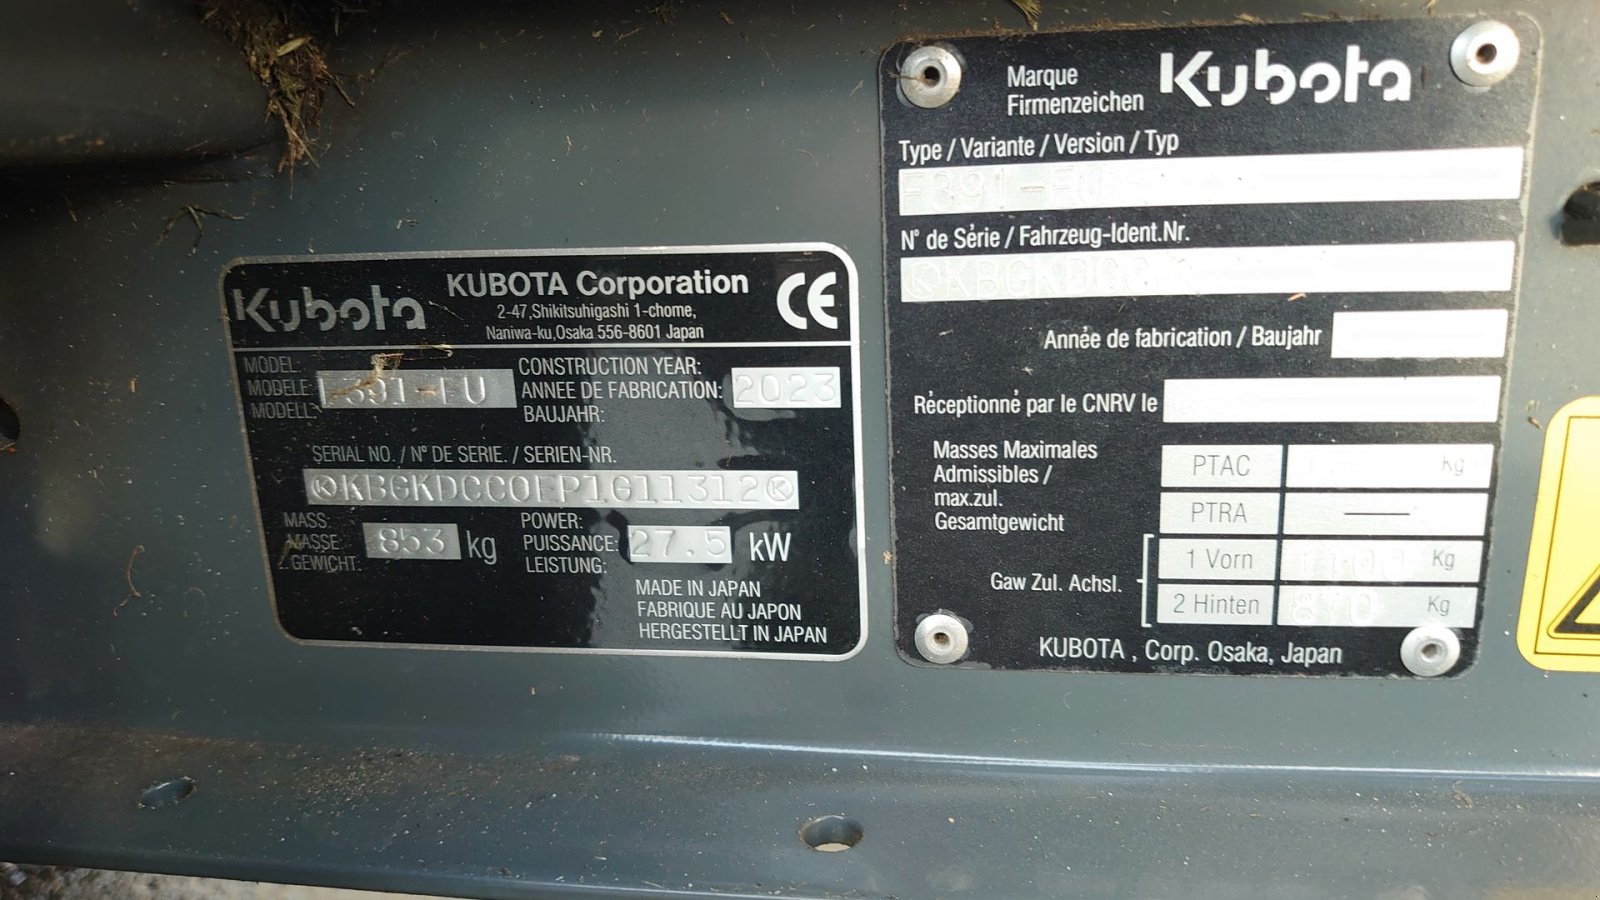 Kubota
KUBOTA Corporation
2-47,Shikitsuhigashi 1-chome,
Naniwa-ku,Osaka 556-8601 Japan
CE
MODEL:
MODELE:
MODELL:
F391-EU
CONSTRUCTION YEAR:
ANNEE DE FABRICATION:
BAUJAHR:
2023
SERIAL NO. / N° DE SERIE. / SERIEN-NR.
MASS:
MASSE:
GEWICHT:
853 kg
POWER:
PUISSANCE:
LEISTUNG:
27.5 kW
MADE IN JAPAN
FABRIQUE AU JAPON
HERGESTELLT IN JAPAN
Marque
Firmenzeichen
Kubota
Type / Variante / Version / Typ
F391-EU
N° de Série / Fahrzeug-Ident.Nr.
Année de fabrication / Baujahr
Réceptionné par le CNRV le
Masses Maximales
Admissibles /
max.zul.
Gesamtgewicht
PTAC Kg
PTRA —
Gaw Zul. Achsl.
1 Vorn Kg
2 Hinten 870 Kg
KUBOTA , Corp. Osaka, Japan